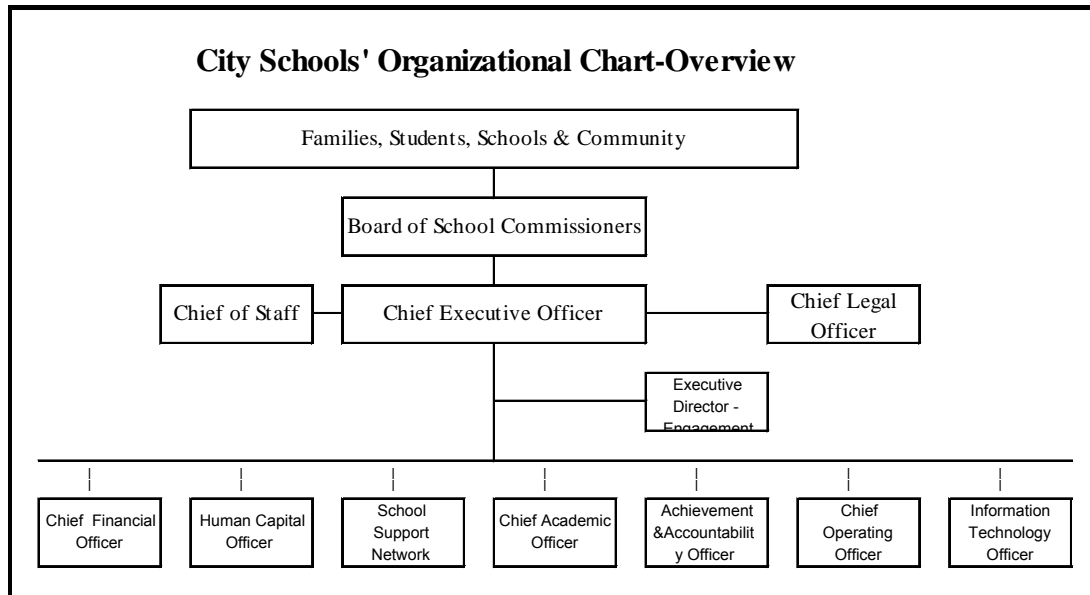 City Schools' Organizational Chart-Overview
Families, Students, Schools & Community
Board of School Commissioners
Chief of Staff
Chief Executive Officer
Chief Legal
Officer
Executive
Director -
Engagement
Chief Financial
Officer
Human Capital
Officer
School
Support
Network
Chief Academic
Officer
Achievement
&Accountabilit
y Officer
Chief
Operating
Officer
Information
Technology
Officer